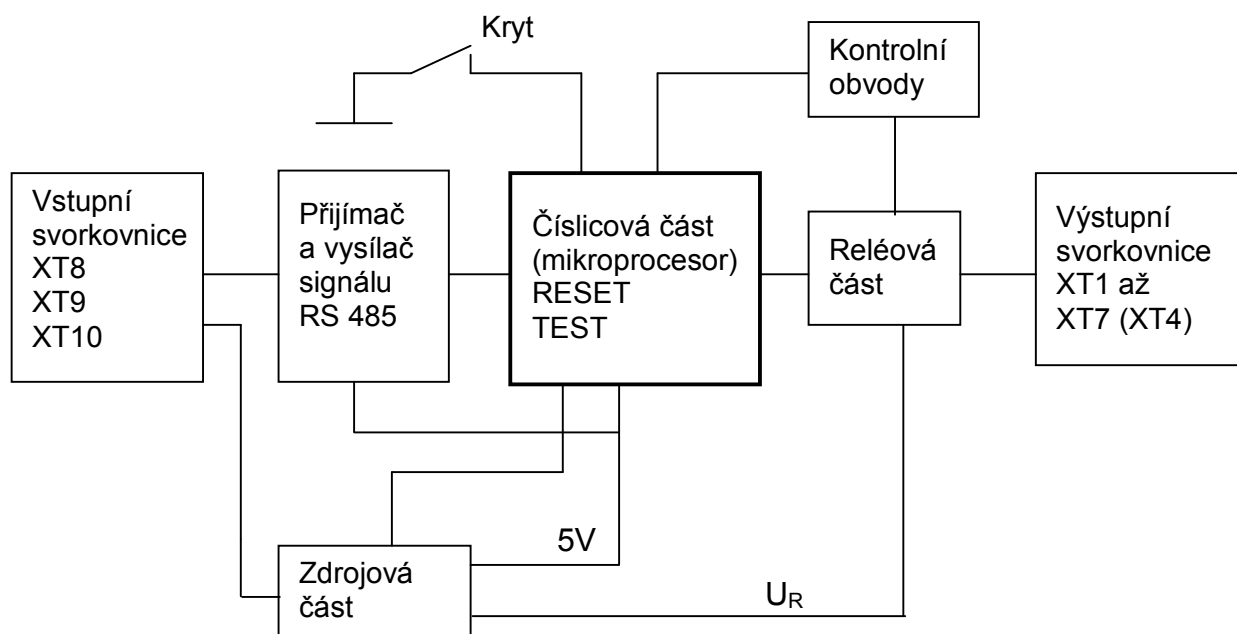 Kryt
Kontrolní
obvody
Vstupní
svorkovnice
XT8
XT9
XT10
Přijímač
a vysílač
signálu
RS 485
Číslicová část
(mikroprocesor)
RESET
TEST
Reléová
část
Výstupní
svorkovnice
XT1 až
XT7 (XT4)
5V
Zdrojová
část
UR